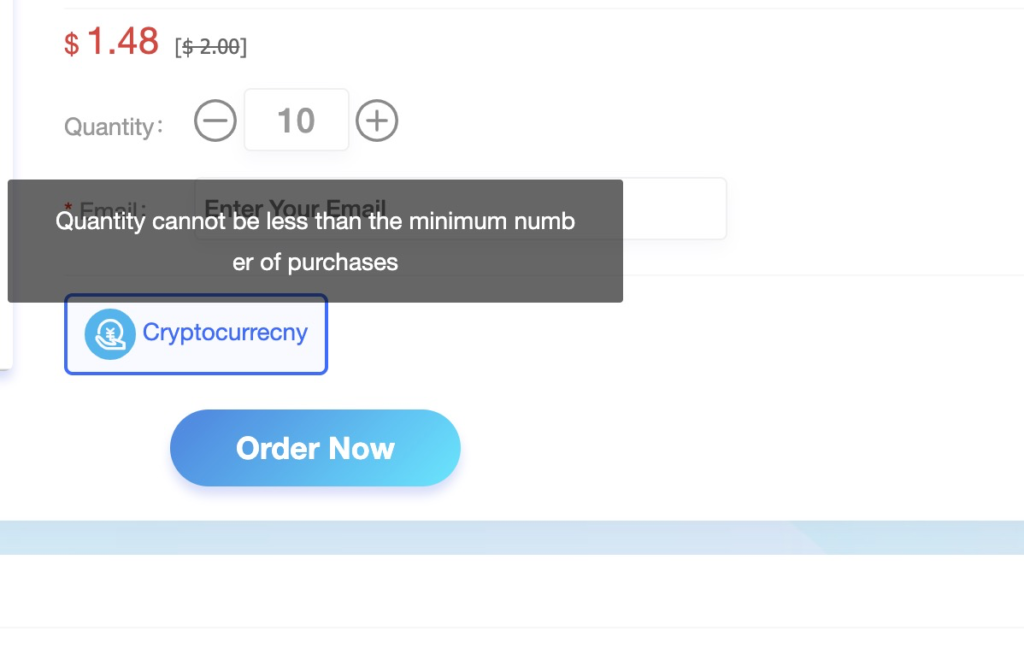 $ 1.48 [$ 2.00]
Quantity:
10
* Email:
Enter Your Email
Quantity cannot be less than the minimum numb
er of purchases
Cryptocurrecny
Order Now